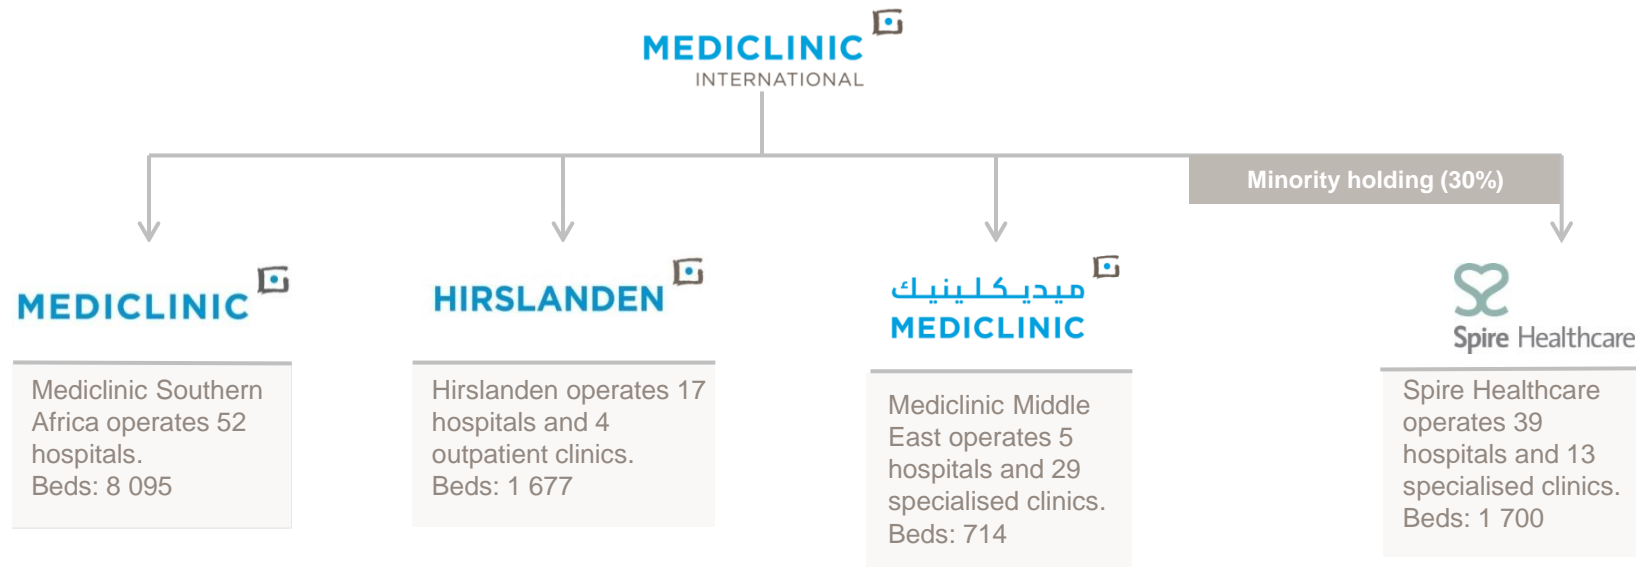 MEDICLINIC
INTERNATIONAL
Minority holding (30%)
MEDICLINIC
Mediclinic Southern
Africa operates 52
hospitals.
Beds: 8 095
HIRSLANDEN
Hirslanden operates 17
hospitals and 4
outpatient clinics.
Beds: 1 677
ميديكلينيك
MEDICLINIC
Mediclinic Middle
East operates 5
hospitals and 29
specialised clinics.
Beds: 714
Spire Healthcare
Spire Healthcare
operates 39
hospitals and 13
specialised clinics.
Beds: 1 700